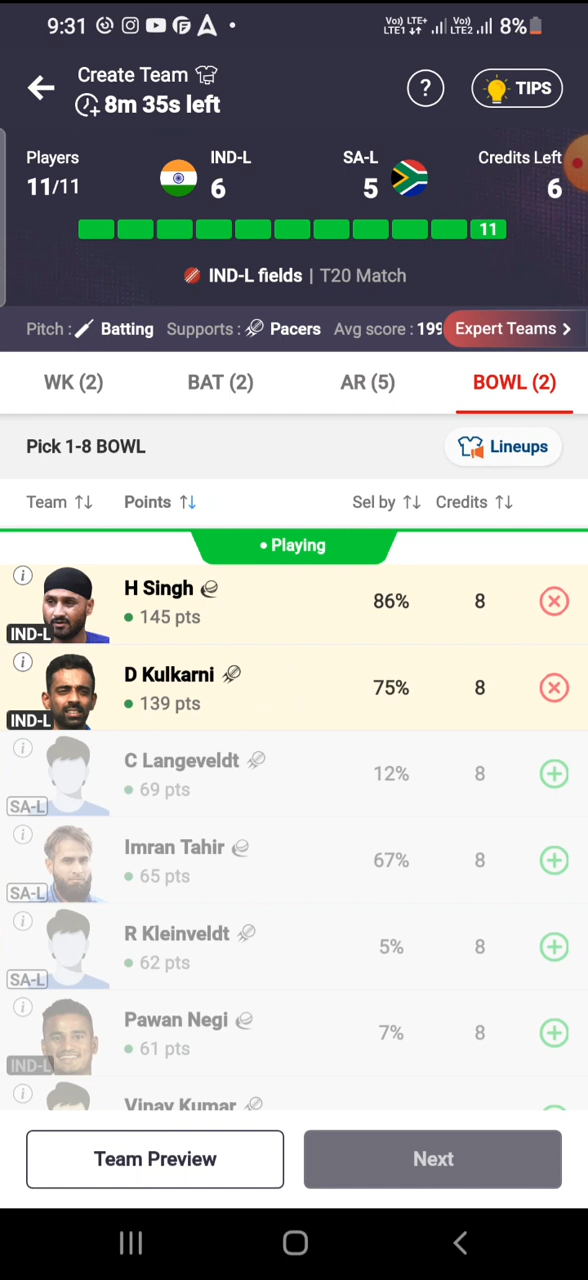 9:31
Vo)) LTE+ Vo))
LTE1 LTE2 8%
Create Team
8m 35s left
? TIPS
Players IND-L SA-L Credits Left
11/11 6 5 6
11
IND-L fields | T20 Match
Pitch : Batting Supports : Pacers Avg score : 199 Expert Teams >
WK (2) BAT (2) AR (5) BOWL (2)
Pick 1-8 BOWL Lineups
Team Points Sel by Credits
Playing
i
H Singh
145 pts
86% 8
IND-L
i
D Kulkarni
139 pts
75% 8
IND-L
i
C Langeveldt
69 pts
12% 8
SA-L
i
Imran Tahir
65 pts
67% 8
SA-L
i
R Kleinveldt
62 pts
5% 8
SA-L
i
Pawan Negi
61 pts
7% 8
IND-L
i
Vinay Kumar
Team Preview Next